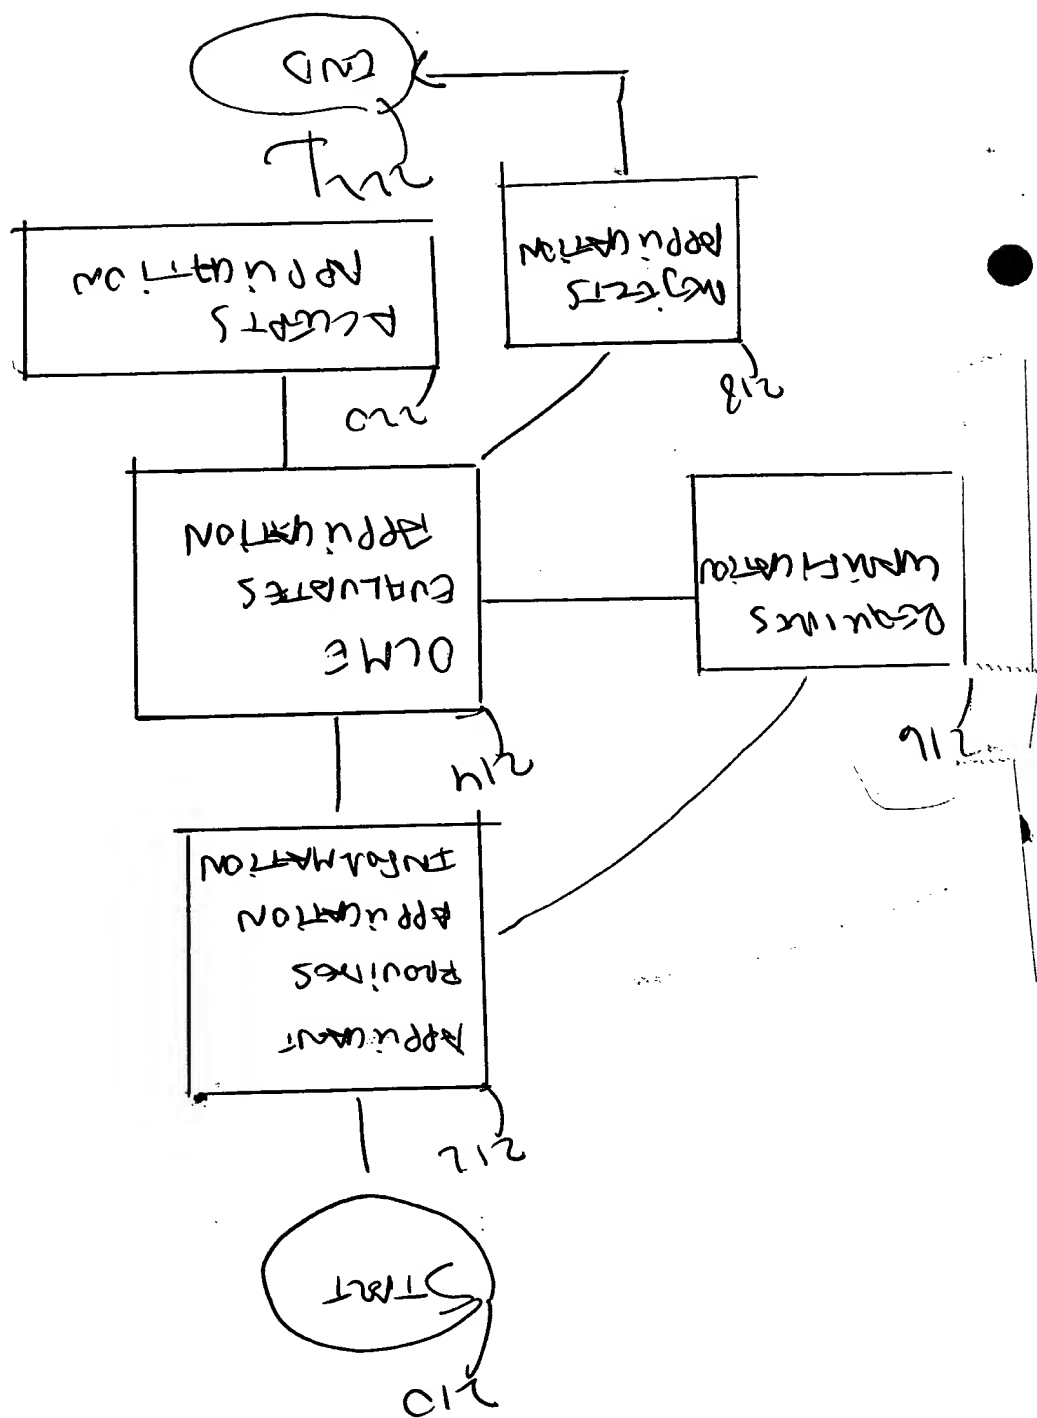 210
START
212
APPLICANT
PROVIDES
APPLICATION
INFORMATION
214
DLME
EVALUATES
APPLICATION
216
REQUIRES
CLARIFICATION
218
REJECTS
APPLICATION
220
ACCEPTS
APPLICATION
222
END